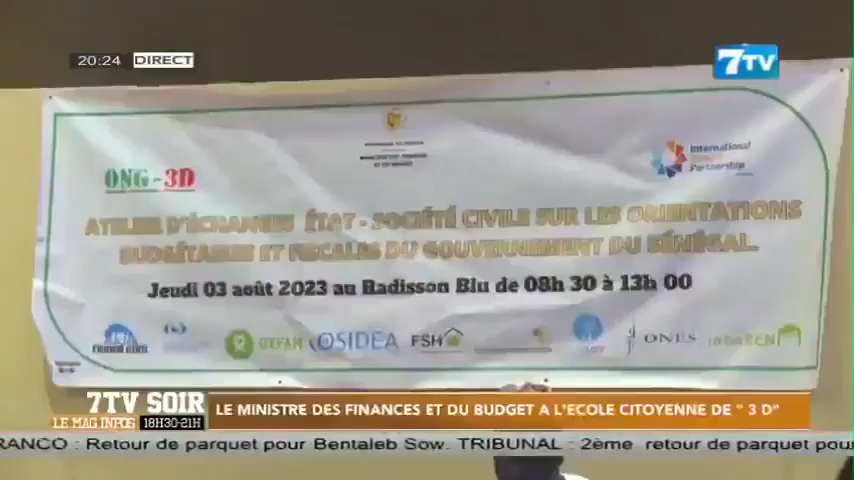 20:24 DIRECT
7TV
International
Partnership
ONG - 3D
ATELIER D'ÉCHANGES ÉTAT - SOCIÉTÉ CIVILE SUR LES ORIENTATIONS
BUDGÉTAIRES ET FISCALES DU GOUVERNEMENT DU SÉNÉGAL.
Jeudi 03 août 2023 au Radisson Blu de 08h 30 à 13h 00
OXFAM OSIDEA FSH ONES
7TV SOIR
LE MAG INFOS 18H30-21H
LE MINISTRE DES FINANCES ET DU BUDGET A L'ECOLE CITOYENNE DE " 3 D"
RANCO : Retour de parquet pour Bentaleb Sow. TRIBUNAL : 2ème retour de parquet pour